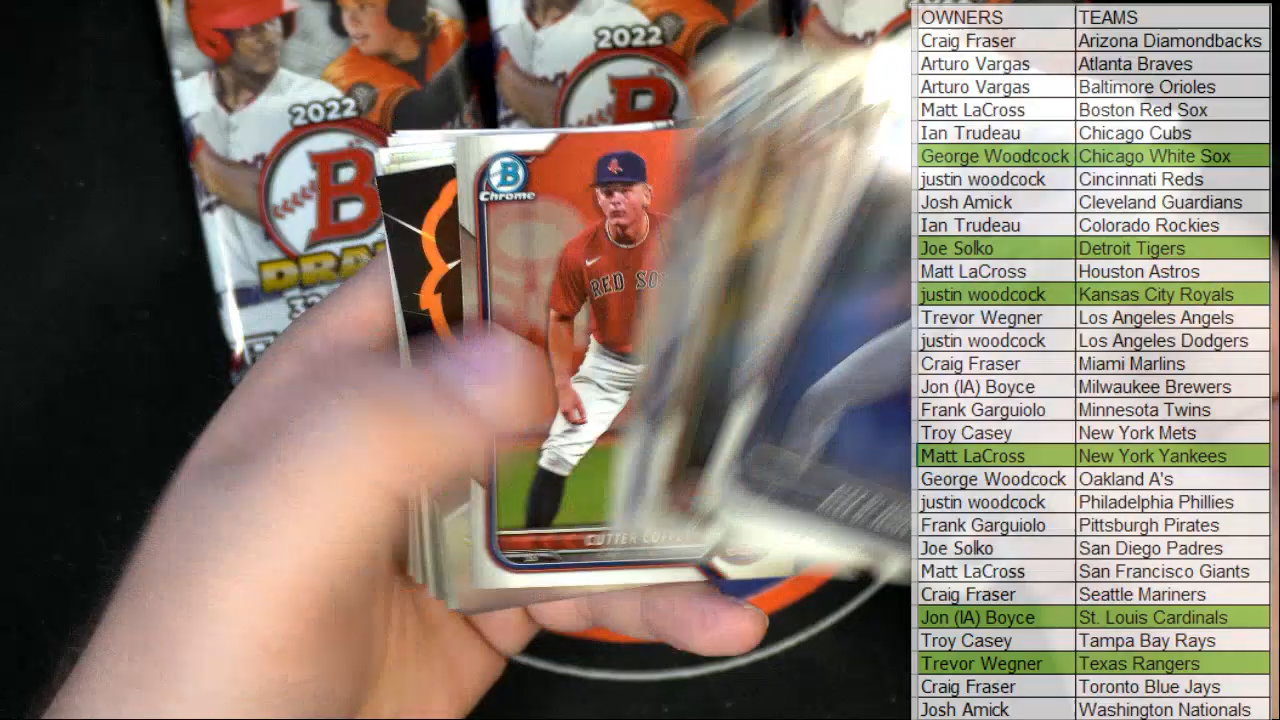 2022
B
DRA
32
2022
B
B
Chrome
RED SO
CUTTER COFF
OWNERS TEAMS
Craig Fraser Arizona Diamondbacks
Arturo Vargas Atlanta Braves
Arturo Vargas Baltimore Orioles
Matt LaCross Boston Red Sox
Ian Trudeau Chicago Cubs
George Woodcock Chicago White Sox
justin woodcock Cincinnati Reds
Josh Amick Cleveland Guardians
Ian Trudeau Colorado Rockies
Joe Solko Detroit Tigers
Matt LaCross Houston Astros
justin woodcock Kansas City Royals
Trevor Wegner Los Angeles Angels
justin woodcock Los Angeles Dodgers
Craig Fraser Miami Marlins
Jon (IA) Boyce Milwaukee Brewers
Frank Garguiolo Minnesota Twins
Troy Casey New York Mets
Matt LaCross New York Yankees
George Woodcock Oakland A's
justin woodcock Philadelphia Phillies
Frank Garguiolo Pittsburgh Pirates
Joe Solko San Diego Padres
Matt LaCross San Francisco Giants
Craig Fraser Seattle Mariners
Jon (IA) Boyce St. Louis Cardinals
Troy Casey Tampa Bay Rays
Trevor Wegner Texas Rangers
Craig Fraser Toronto Blue Jays
Josh Amick Washington Nationals